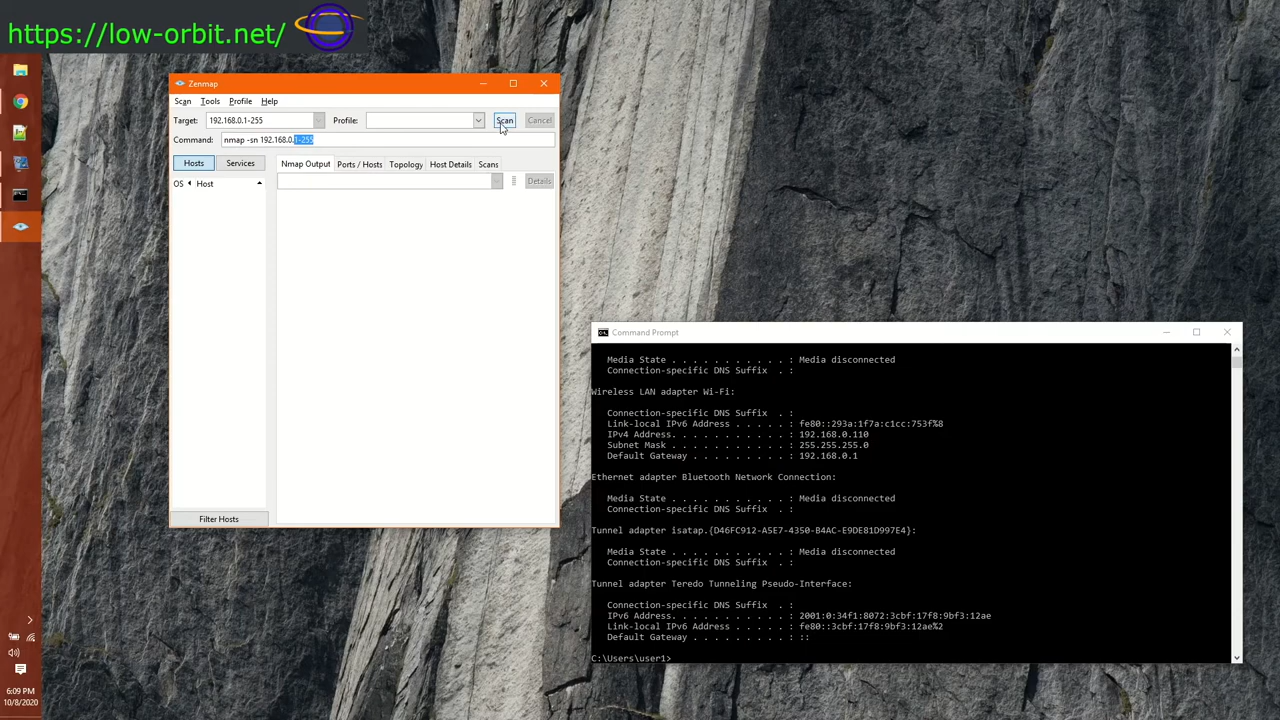 https://low-orbit.net/
Zenmap
Scan Tools Profile Help
Target: 192.168.0.1-255 Profile: Scan Cancel
Command: nmap -sn 192.168.0.1-255
Hosts Services Nmap Output Ports / Hosts Topology Host Details Scans
OS Host Details
Filter Hosts
Command Prompt
Media State . . . . . . . . . . . : Media disconnected
Connection-specific DNS Suffix . :
Wireless LAN adapter Wi-Fi:
Connection-specific DNS Suffix . :
Link-local IPv6 Address . . . . . : fe80::293a:1f7a:c1cc:753f%8
IPv4 Address. . . . . . . . . . . : 192.168.0.110
Subnet Mask . . . . . . . . . . . : 255.255.255.0
Default Gateway . . . . . . . . . : 192.168.0.1
Ethernet adapter Bluetooth Network Connection:
Media State . . . . . . . . . . . : Media disconnected
Connection-specific DNS Suffix . :
Tunnel adapter isatap.{D46FC912-A5E7-4350-B4AC-E9DE81D997E4}:
Media State . . . . . . . . . . . : Media disconnected
Connection-specific DNS Suffix . :
Tunnel adapter Teredo Tunneling Pseudo-Interface:
Connection-specific DNS Suffix . :
IPv6 Address. . . . . . . . . . . : 2001:0:34f1:8072:3cbf:17f8:9bf3:12ae
Link-local IPv6 Address . . . . . : fe80::3cbf:17f8:9bf3:12ae%2
Default Gateway . . . . . . . . . : ::
C:\Users\user1>
6:09 PM
10/8/2020